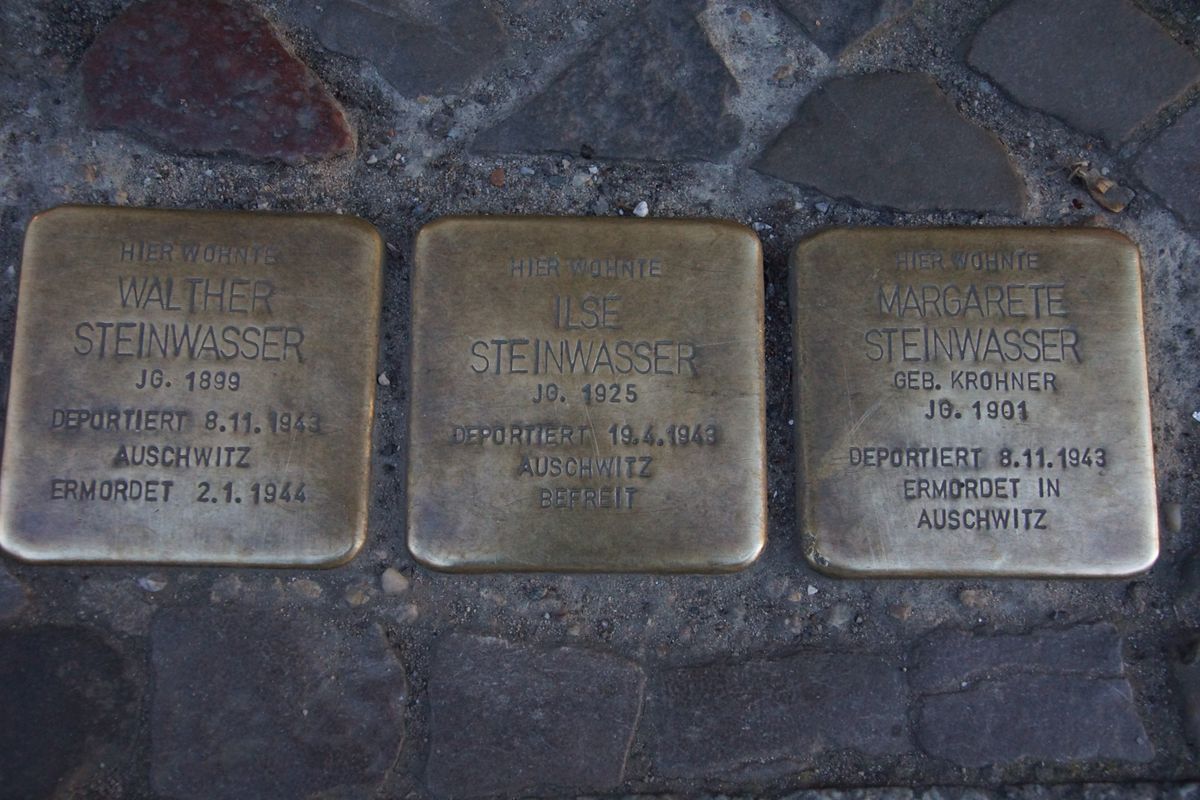 HIER WOHNTE
WALTHER
STEINWASSER
JG. 1899
DEPORTIERT 8.11.1943
AUSCHWITZ
ERMORDET 2.1.1944
HIER WOHNTE
ILSE
STEINWASSER
JG. 1925
DEPORTIERT 19.4.1943
AUSCHWITZ
BEFREIT
HIER WOHNTE
MARGARETE
STEINWASSER
GEB. KROHNER
JG. 1901
DEPORTIERT 8.11.1943
ERMORDET IN
AUSCHWITZ